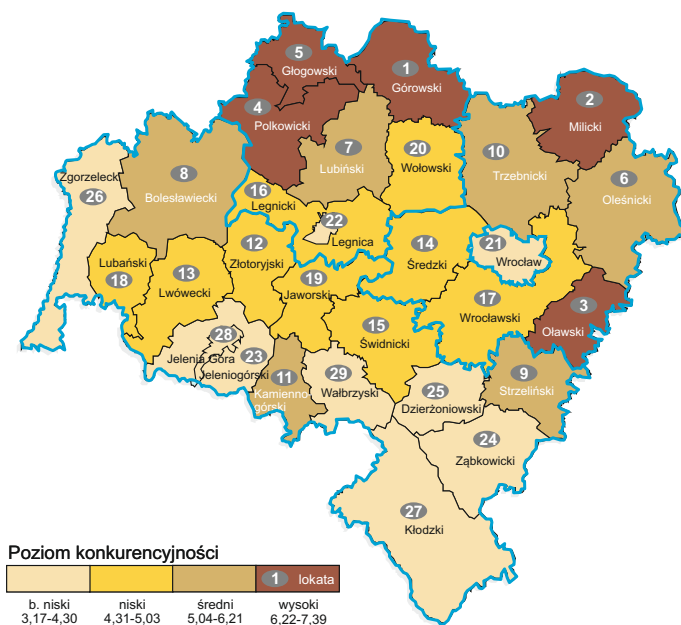 5
Głogowski
1
Górowski
2
Milicki
4
Polkowicki
7
Lubiński
20
Wołowski
10
Trzebnicki
6
Oleśnicki
8
Bolesławiecki
Zgorzelecki
26
16
Legnicki
22
Legnica
12
Złotoryjski
14
Średzki
21
Wrocław
Lubański
18
13
Lwówecki
19
Jaworski
17
Wrocławski
3
Oławski
15
Świdnicki
28
Jelenia Góra
23
Jeleniogórski
11
Kamienno-
górski
29
Wałbrzyski
25
Dzierżoniowski
9
Strzeliński
24
Ząbkowicki
27
Kłodzki
Poziom konkurencyjności
1 lokata
b. niski niski średni wysoki
3,17-4,30 4,31-5,03 5,04-6,21 6,22-7,39